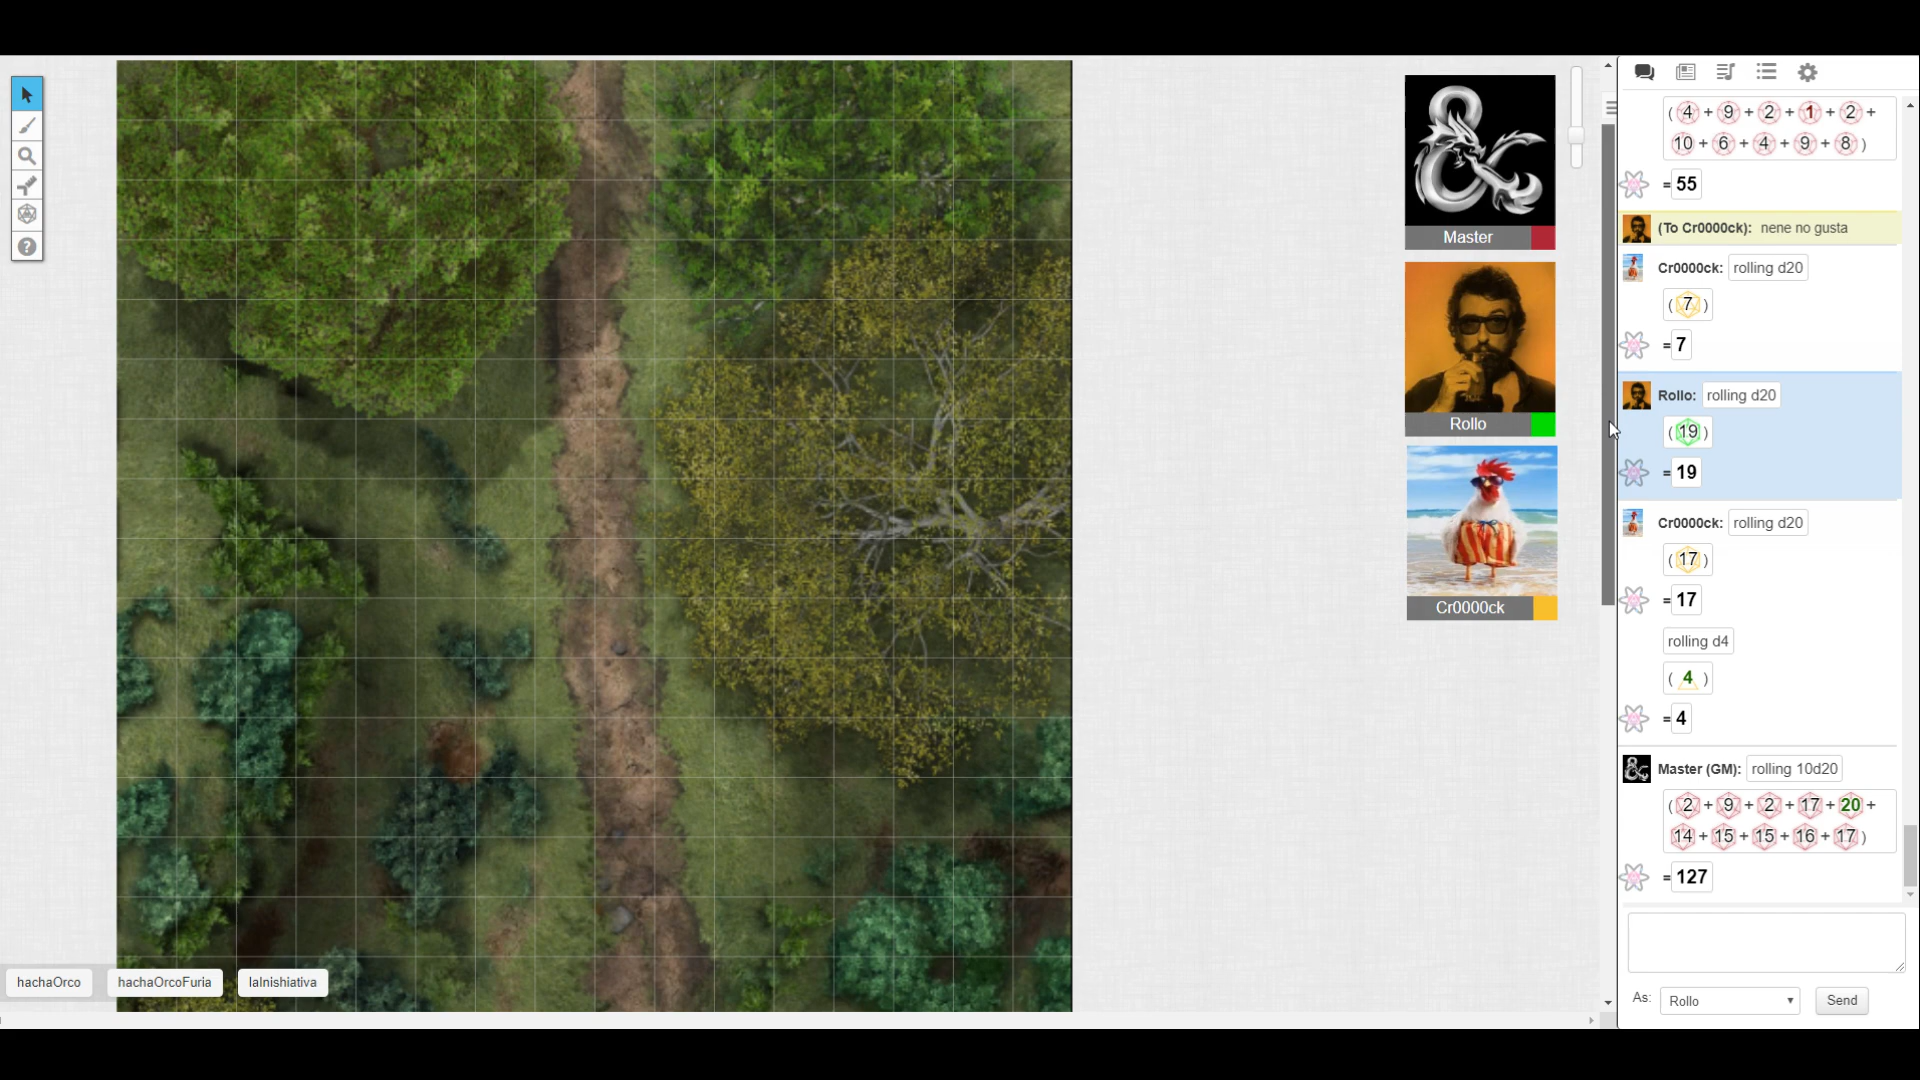 Master
Rollo
Cr0000ck
hachaOrco
hachaOrcoFuria
laInishiativa
( 4 + 9 + 2 + 1 + 2 +
10 + 6 + 4 + 9 + 8 )
= 55
(To Cr0000ck): nene no gusta
Cr0000ck: rolling d20
( 7 )
= 7
Rollo: rolling d20
( 19 )
= 19
Cr0000ck: rolling d20
( 17 )
= 17
rolling d4
( 4 )
= 4
Master (GM): rolling 10d20
( 2 + 9 + 2 + 17 + 20 +
14 + 15 + 15 + 16 + 17 )
= 127
As: Rollo Send